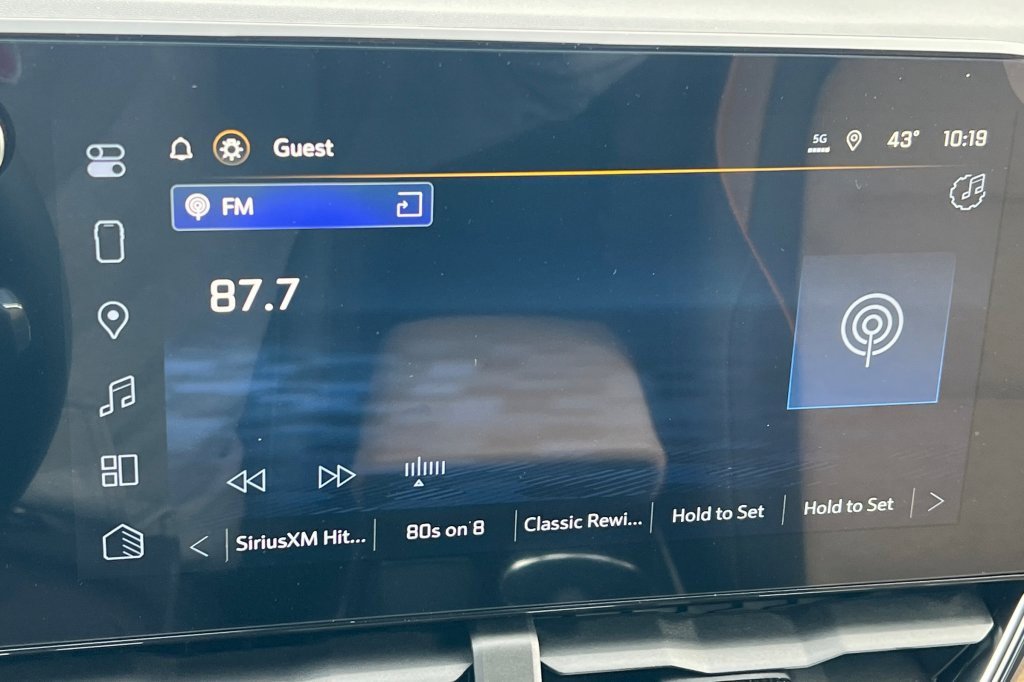 Guest
5G
43°
10:19
FM
87.7
SiriusXM Hit...
80s on 8
Classic Rewi...
Hold to Set
Hold to Set